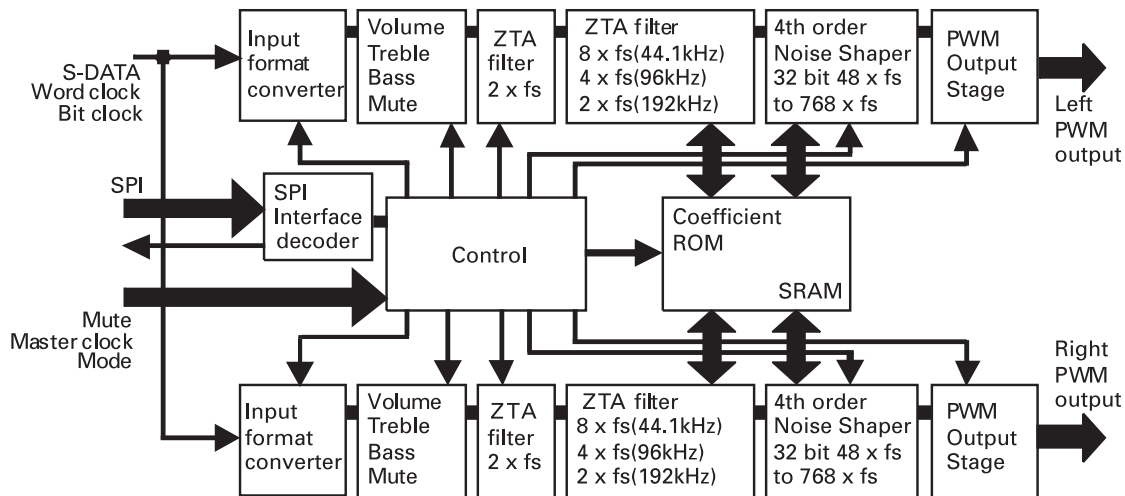 S-DATA
Word clock
Bit clock
Input
format
converter
Volume
Treble
Bass
Mute
ZTA
filter
2 x fs
ZTA filter
8 x fs(44.1kHz)
4 x fs(96kHz)
2 x fs(192kHz)
4th order
Noise Shaper
32 bit 48 x fs
to 768 x fs
PWM
Output
Stage
Left
PWM
output
SPI
SPI
Interface
decoder
Control
Coefficient
ROM
SRAM
Mute
Master clock
Mode
Input
format
converter
Volume
Treble
Bass
Mute
ZTA
filter
2 x fs
ZTA filter
8 x fs(44.1kHz)
4 x fs(96kHz)
2 x fs(192kHz)
4th order
Noise Shaper
32 bit 48 x fs
to 768 x fs
PWM
Output
Stage
Right
PWM
output